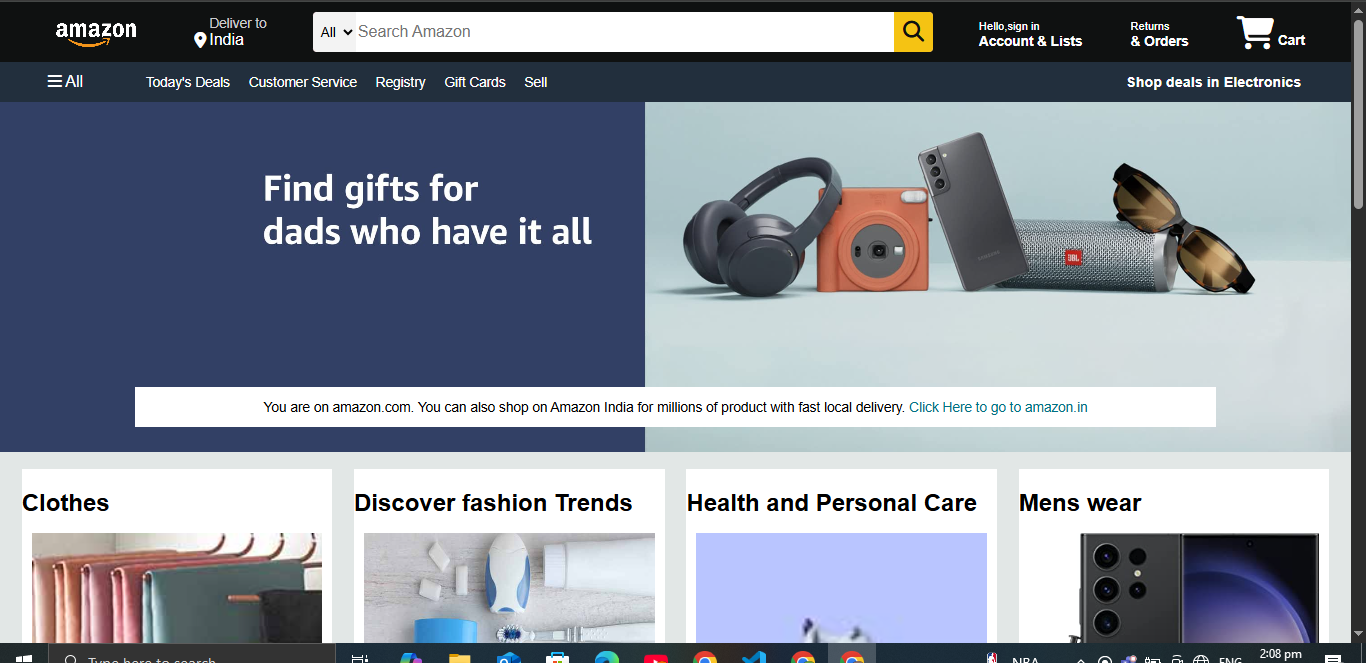 amazon
Deliver to
India
All
Search Amazon
Hello,sign in
Account & Lists
Returns
& Orders
Cart
All
Today's Deals
Customer Service
Registry
Gift Cards
Sell
Shop deals in Electronics
Find gifts for
dads who have it all
SAMSUNG
JBL
You are on amazon.com. You can also shop on Amazon India for millions of product with fast local delivery. Click Here to go to amazon.in
Clothes
Discover fashion Trends
Health and Personal Care
Mens wear
Type here to search
NBA
ENG
2:08 pm